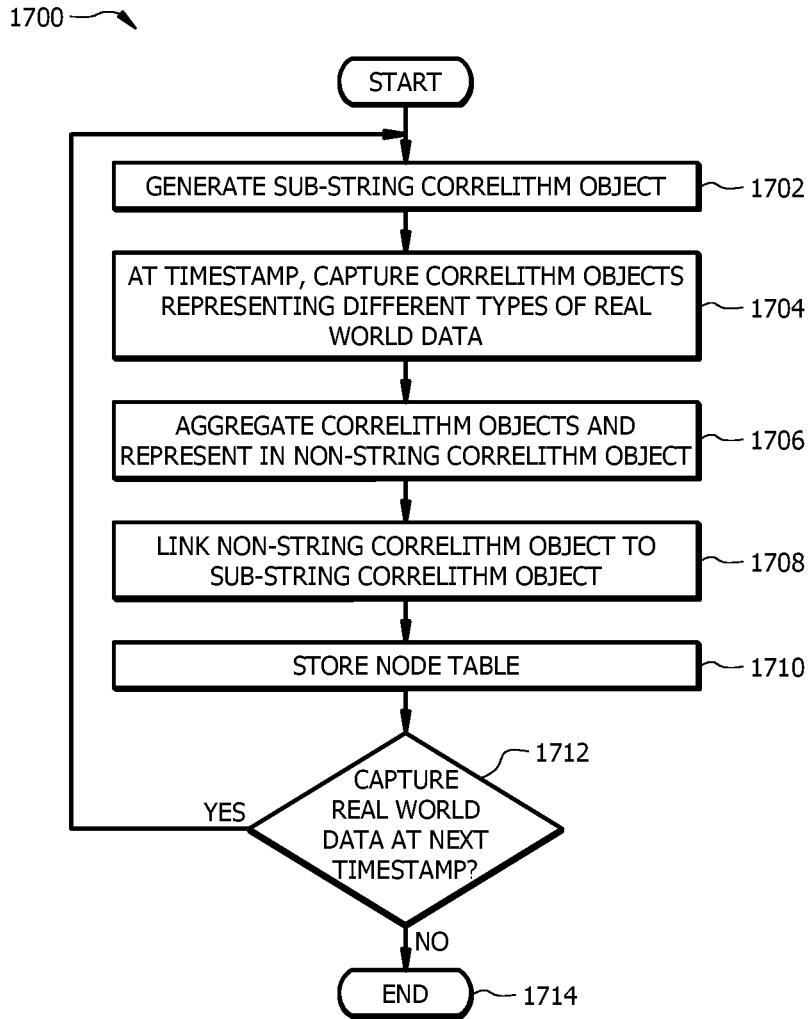 1700
START
GENERATE SUB-STRING CORRELITHM OBJECT
1702
AT TIMESTAMP, CAPTURE CORRELITHM OBJECTS
REPRESENTING DIFFERENT TYPES OF REAL
WORLD DATA
1704
AGGREGATE CORRELITHM OBJECTS AND
REPRESENT IN NON-STRING CORRELITHM OBJECT
1706
LINK NON-STRING CORRELITHM OBJECT TO
SUB-STRING CORRELITHM OBJECT
1708
STORE NODE TABLE
1710
1712
CAPTURE
REAL WORLD
DATA AT NEXT
TIMESTAMP?
YES
NO
END
1714